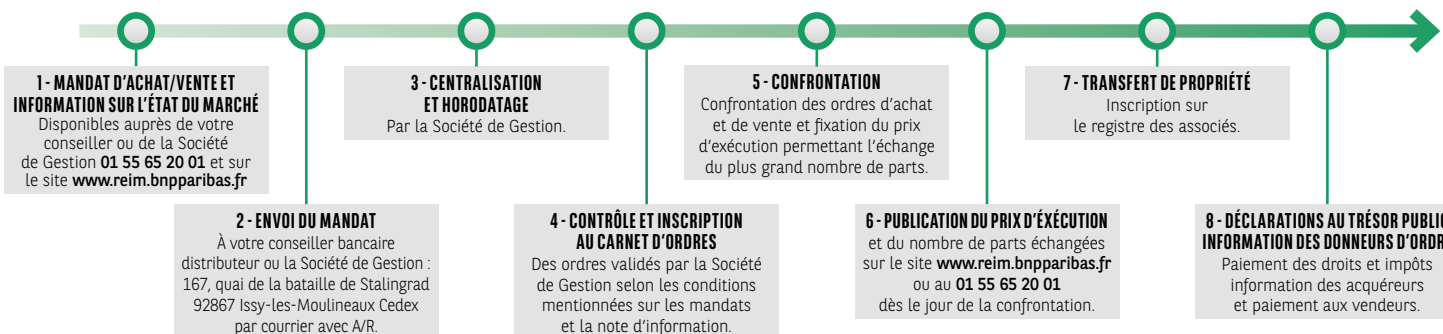 1 - MANDAT D'ACHAT/VENTE ET
INFORMATION SUR L'ÉTAT DU MARCHÉ
Disponibles auprès de votre
conseiller ou de la Société
de Gestion 01 55 65 20 01 et sur
le site www.reim.bnpparibas.fr
2 - ENVOI DU MANDAT
À votre conseiller bancaire
distributeur ou la Société de Gestion :
167, quai de la bataille de Stalingrad
92867 Issy-les-Moulineaux Cedex
par courrier avec A/R.
3 - CENTRALISATION
ET HORODATAGE
Par la Société de Gestion.
4 - CONTRÔLE ET INSCRIPTION
AU CARNET D'ORDRES
Des ordres validés par la Société
de Gestion selon les conditions
mentionnées sur les mandats
et la note d'information.
5 - CONFRONTATION
Confrontation des ordres d'achat
et de vente et fixation du prix
d'exécution permettant l'échange
du plus grand nombre de parts.
6 - PUBLICATION DU PRIX D'ÉXÉCUTION
et du nombre de parts échangées
sur le site www.reim.bnpparibas.fr
ou au 01 55 65 20 01
dès le jour de la confrontation.
7 - TRANSFERT DE PROPRIÉTÉ
Inscription sur
le registre des associés.
8 - DÉCLARATIONS AU TRÉSOR PUBLIC
INFORMATION DES DONNEURS D'ORDR
Paiement des droits et impôts
information des acquéreurs
et paiement aux vendeurs.